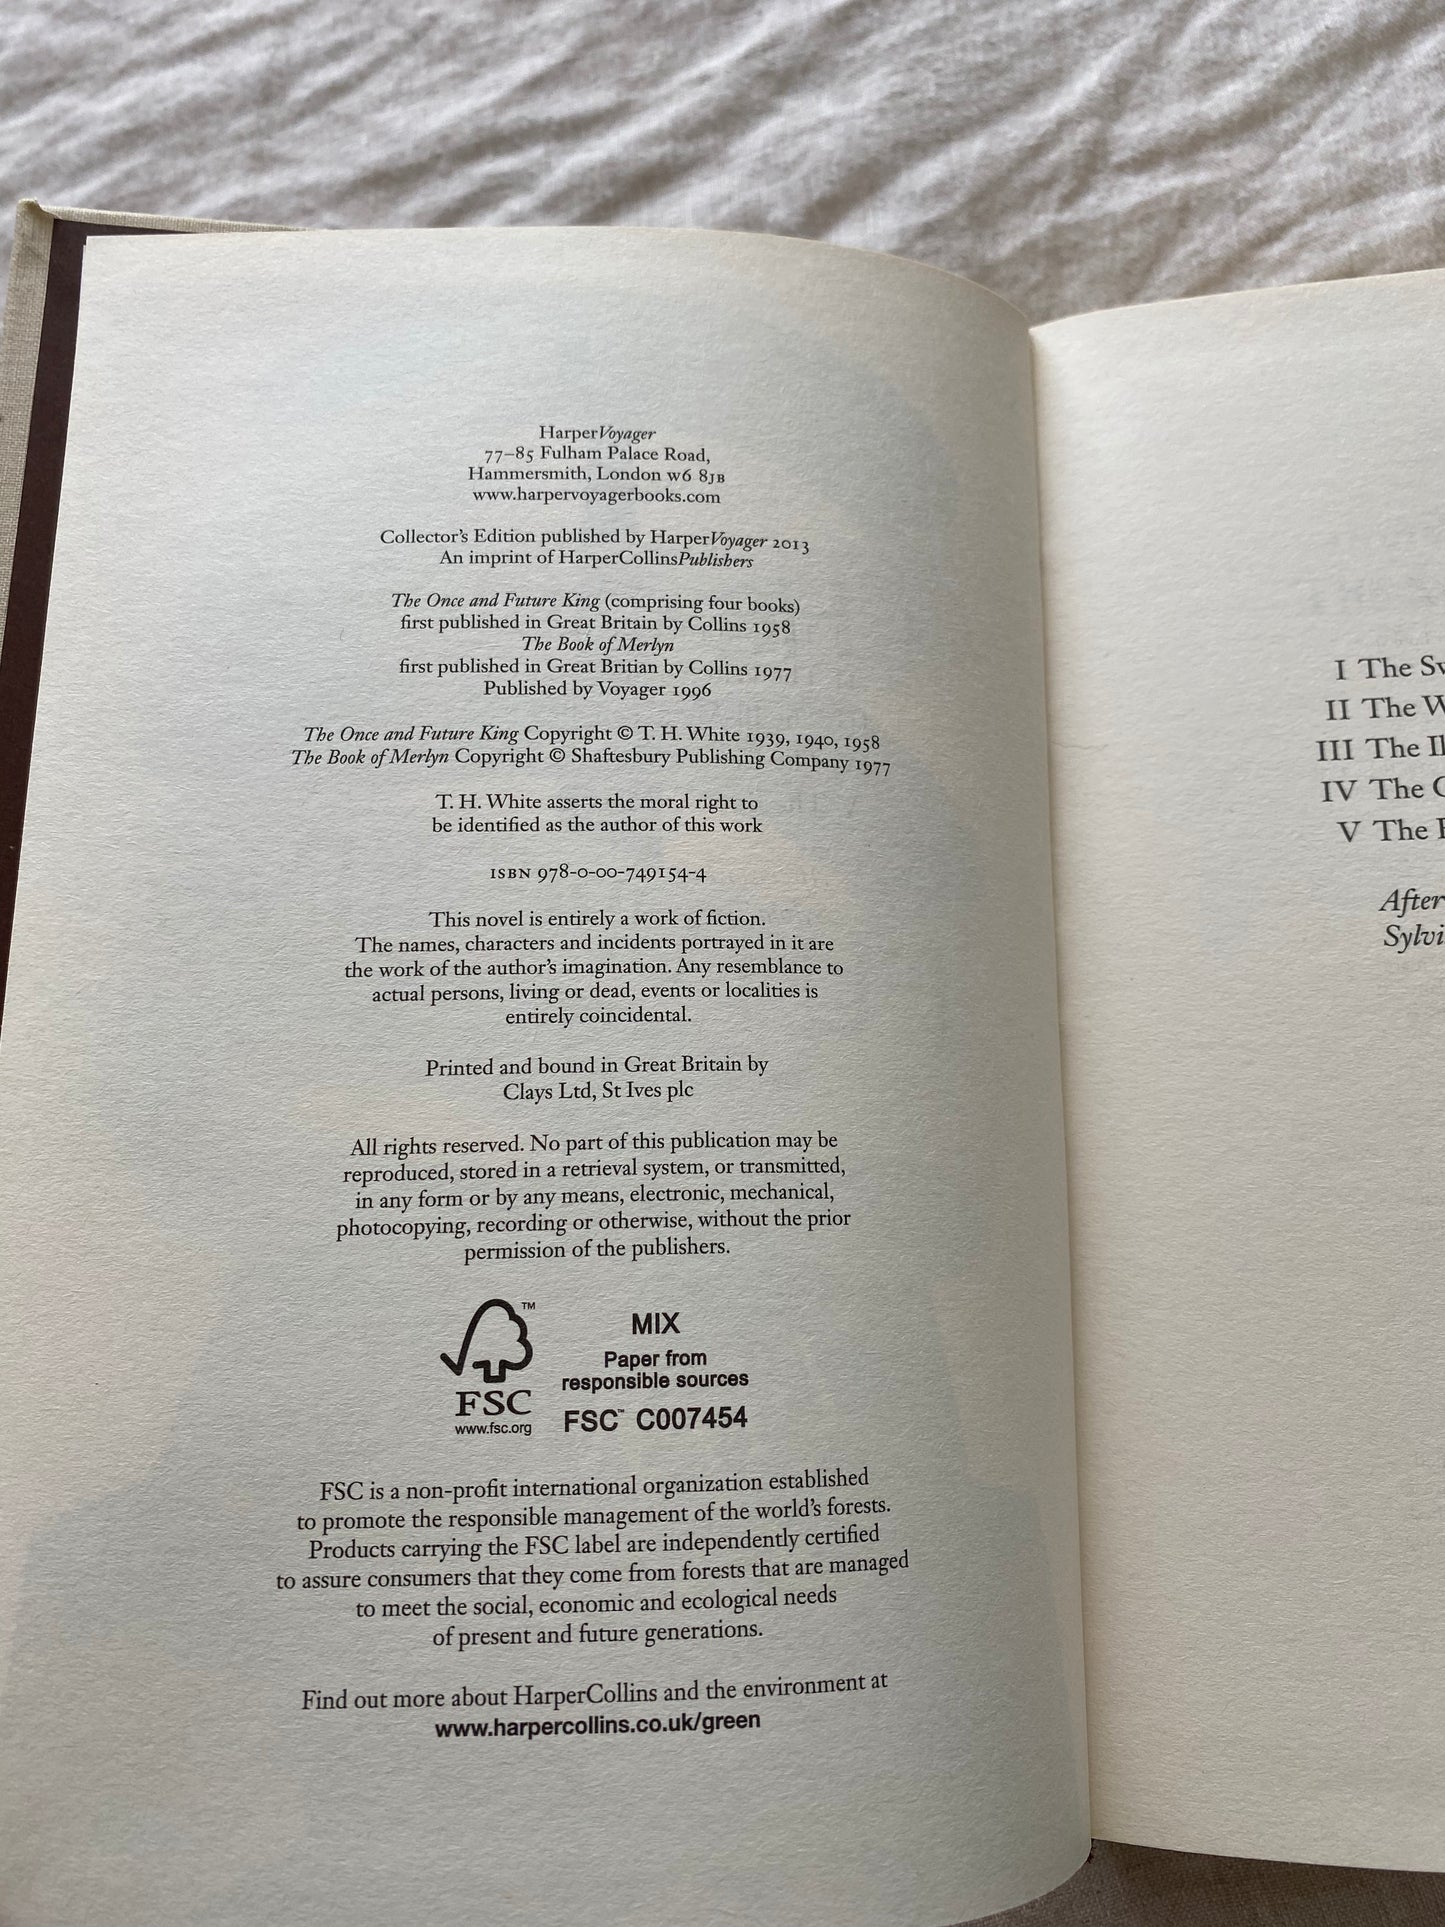 HarperVoyager
77–85 Fulham Palace Road,
Hammersmith, London W6 8JB
www.harpervoyagerbooks.com
Collector's Edition published by HarperVoyager 2013
An imprint of HarperCollinsPublishers
The Once and Future King (comprising four books)
first published in Great Britain by Collins 1958
The Book of Merlyn
first published in Great Britian by Collins 1977
Published by Voyager 1996
The Once and Future King Copyright © T. H. White 1939, 1940, 1958
The Book of Merlyn Copyright © Shaftesbury Publishing Company 1977
T. H. White asserts the moral right to
be identified as the author of this work
ISBN 978-0-00-749154-4
This novel is entirely a work of fiction.
The names, characters and incidents portrayed in it are
the work of the author's imagination. Any resemblance to
actual persons, living or dead, events or localities is
entirely coincidental.
Printed and bound in Great Britain by
Clays Ltd, St Ives plc
All rights reserved. No part of this publication may be
reproduced, stored in a retrieval system, or transmitted,
in any form or by any means, electronic, mechanical,
photocopying, recording or otherwise, without the prior
permission of the publishers.
TM
FSC
www.fsc.org
MIX
Paper from
responsible sources
FSC™ C007454
FSC is a non-profit international organization established
to promote the responsible management of the world's forests.
Products carrying the FSC label are independently certified
to assure consumers that they come from forests that are managed
to meet the social, economic and ecological needs
of present and future generations.
Find out more about HarperCollins and the environment at
www.harpercollins.co.uk/green
I The
II The
III The
IV The
V The